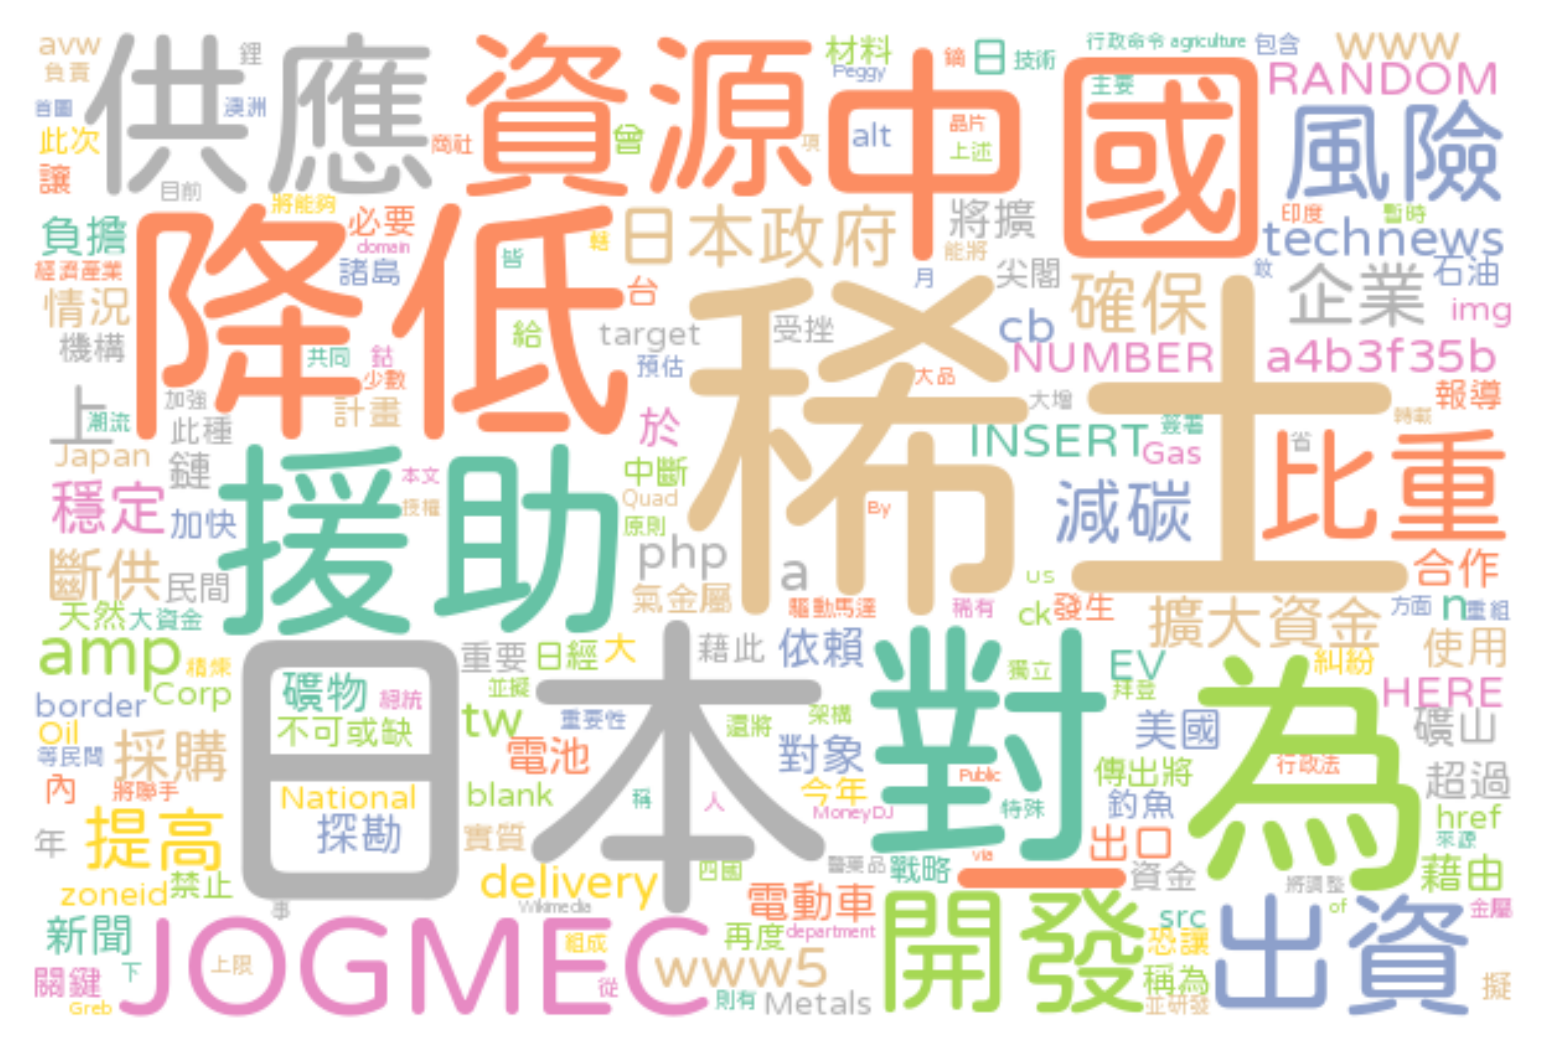 avw 供應 鋰 資源 中國 材料 鏑 日 技術 行政命令 agriculture 包含 www
負責 Peggy 主要 RANDOM
首圖 澳洲 商社 曾 項 alt 晶片 風險
此次 上述
讓 目前 將能夠 印度 暫時
負擔 降低 必要 日本政府 將擴 technews
domain 轄 能將
經濟產業 諸島 皆 台 月 尖閣 稀土 確保 鈫 企業 石油
情況 給 target 受挫 cb img
機構 共同 鈷 預估 NUMBER a4b3f35b
少數 大品 報導
上 潮流 加強 計畫 於 大增 轉載
此種 INSERT 簽署 Gas 省 比重
Japan 鏈 援助 本文 中斷
穩定 加快 授權 Quad By 減碳
原則
斷供 民間 php a us 合作
氣金屬 驅動馬達 稀有 ck 發生 擴大資金 方面 n 重組
天然 大資金
amp 精煉 日本 重要 日經 大 藉此 依賴 對 獨立 EV 為 糾紛 使用
Corp 礦物 總統 並擬 拜登 HERE
border 不可或缺 tw 重要性 還將 架構 美國 礦山
Oil
等民間 採購 電池 對象 Public 傳出將 行政法 超過
內 將聯手 National blank 稱 人 今年 特殊 釣魚 href
MoneyDJ
年 提高 探勘 實質 via 出口 來源
zoneid 禁止 delivery 四國 醫藥品 戰略 資金 將調整 藉由
事 Wikimedia 電動車 開發 src of 出資 金屬
新聞 JOGMEC 組成 再度 department 恐讓
關鍵 下 上限 從 www5 稱為 擬
Greb 則有 Metals 並研發